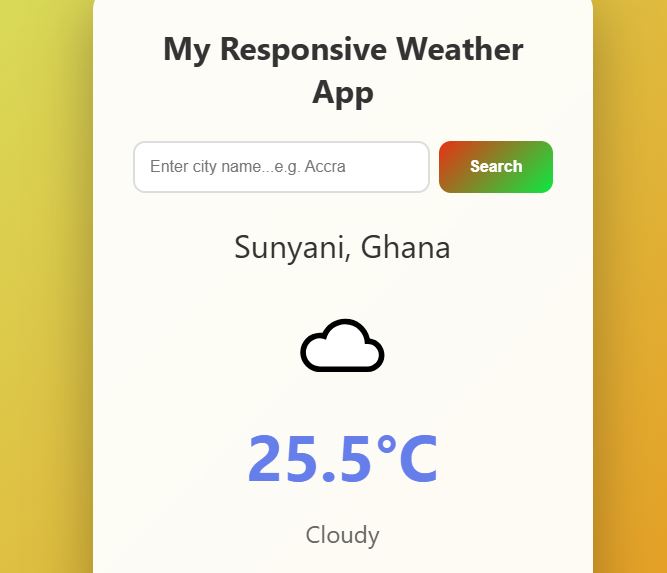 My Responsive Weather
App
Enter city name...e.g. Accra
Search
Sunyani, Ghana
25.5°C
Cloudy